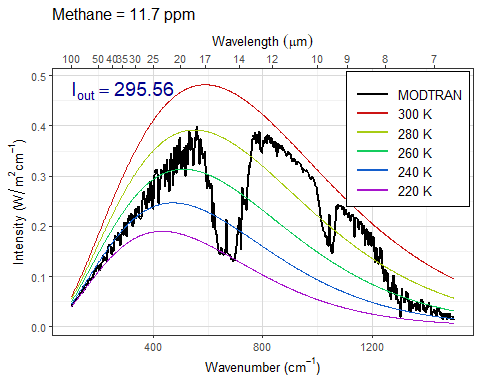 Methane = 11.7 ppm
Wavelength (μm)
100 50 40 35 30 25 20 17 14 12 10 9 8 7
I_out = 295.56
MODTRAN
300 K
280 K
260 K
240 K
220 K
0.5
0.4
0.3
0.2
0.1
0.0
Intensity (W/m²cm⁻¹)
400 800 1200
Wavenumber (cm⁻¹)